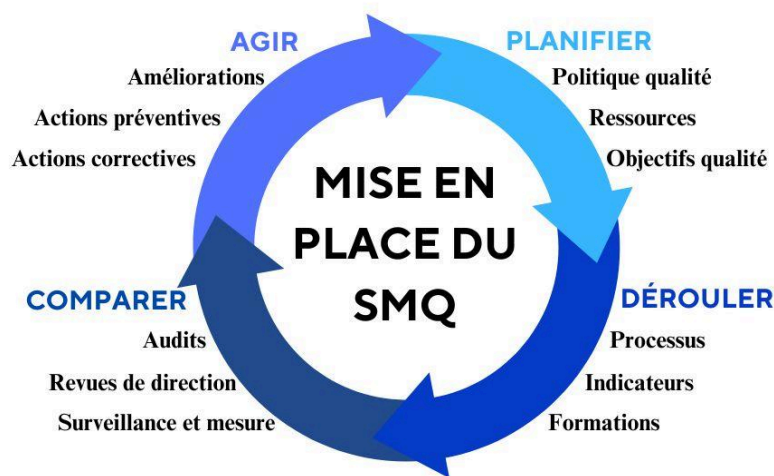 AGIR
Améliorations
Actions préventives
Actions correctives
PLANIFIER
Politique qualité
Ressources
Objectifs qualité
MISE EN
PLACE DU
SMQ
COMPARER
Audits
Revues de direction
Surveillance et mesure
DÉROULER
Processus
Indicateurs
Formations